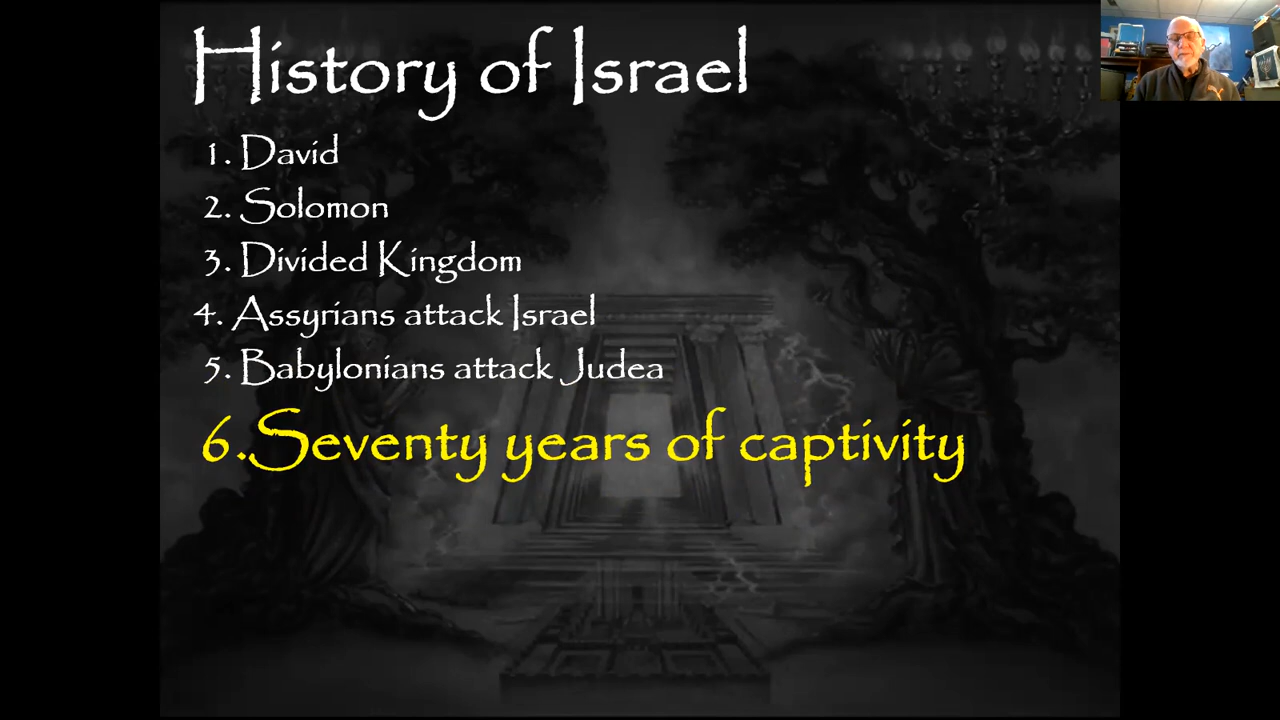 History of Israel
1. David
2. Solomon
3. Divided Kingdom
4. Assyrians attack Israel
5. Babylonians attack Judea
6.Seventy years of captivity